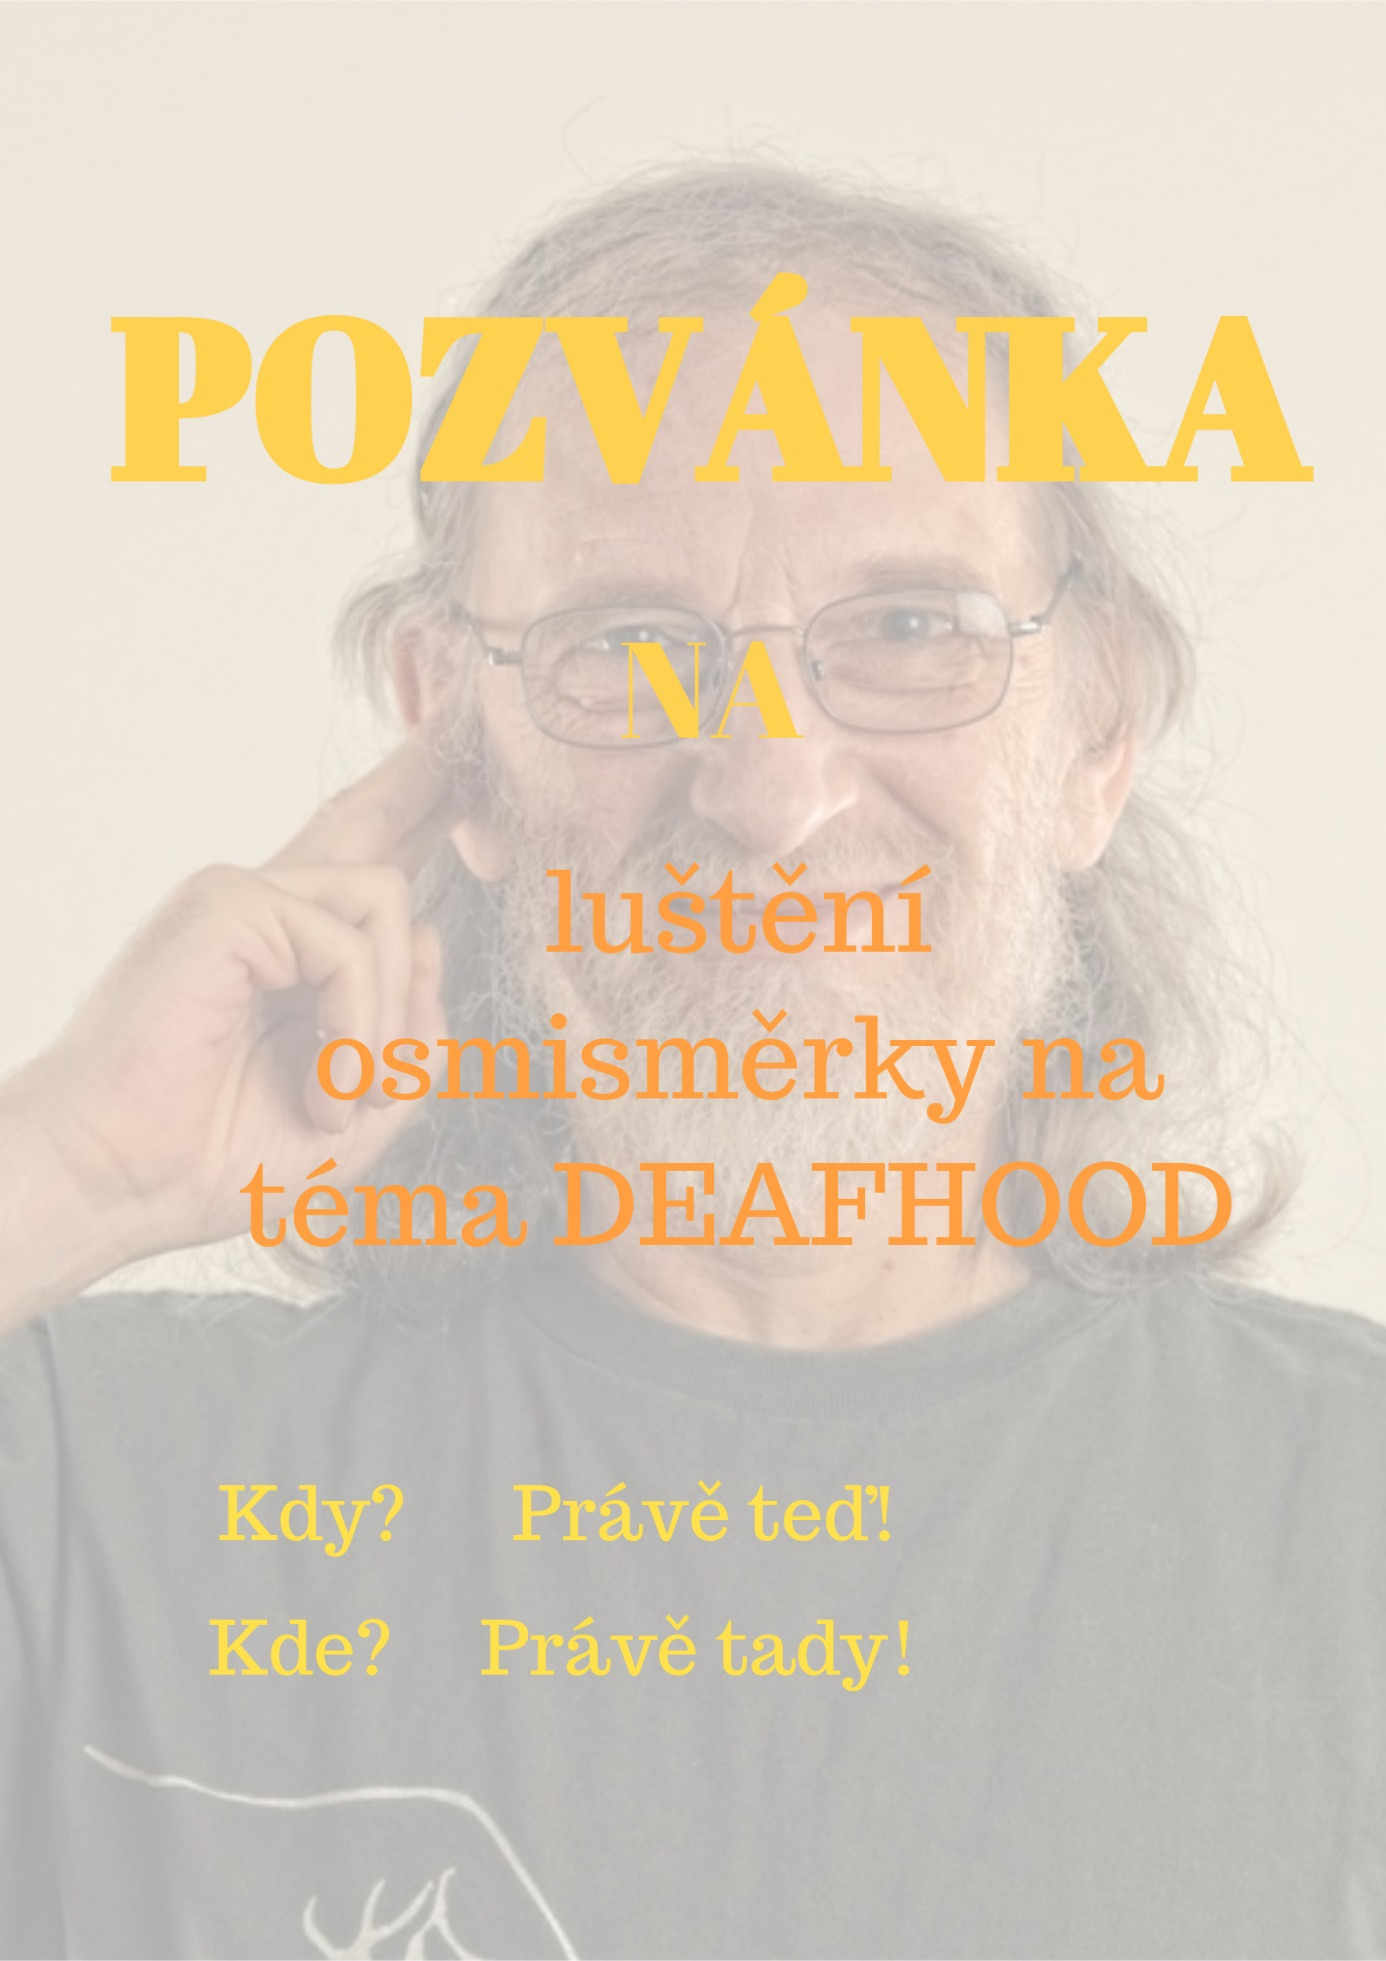 POZVÁNKA
NA
luštění
osmisměrky na
téma DEAFHOOD
Kdy? Právě teď!
Kde? Právě tady!